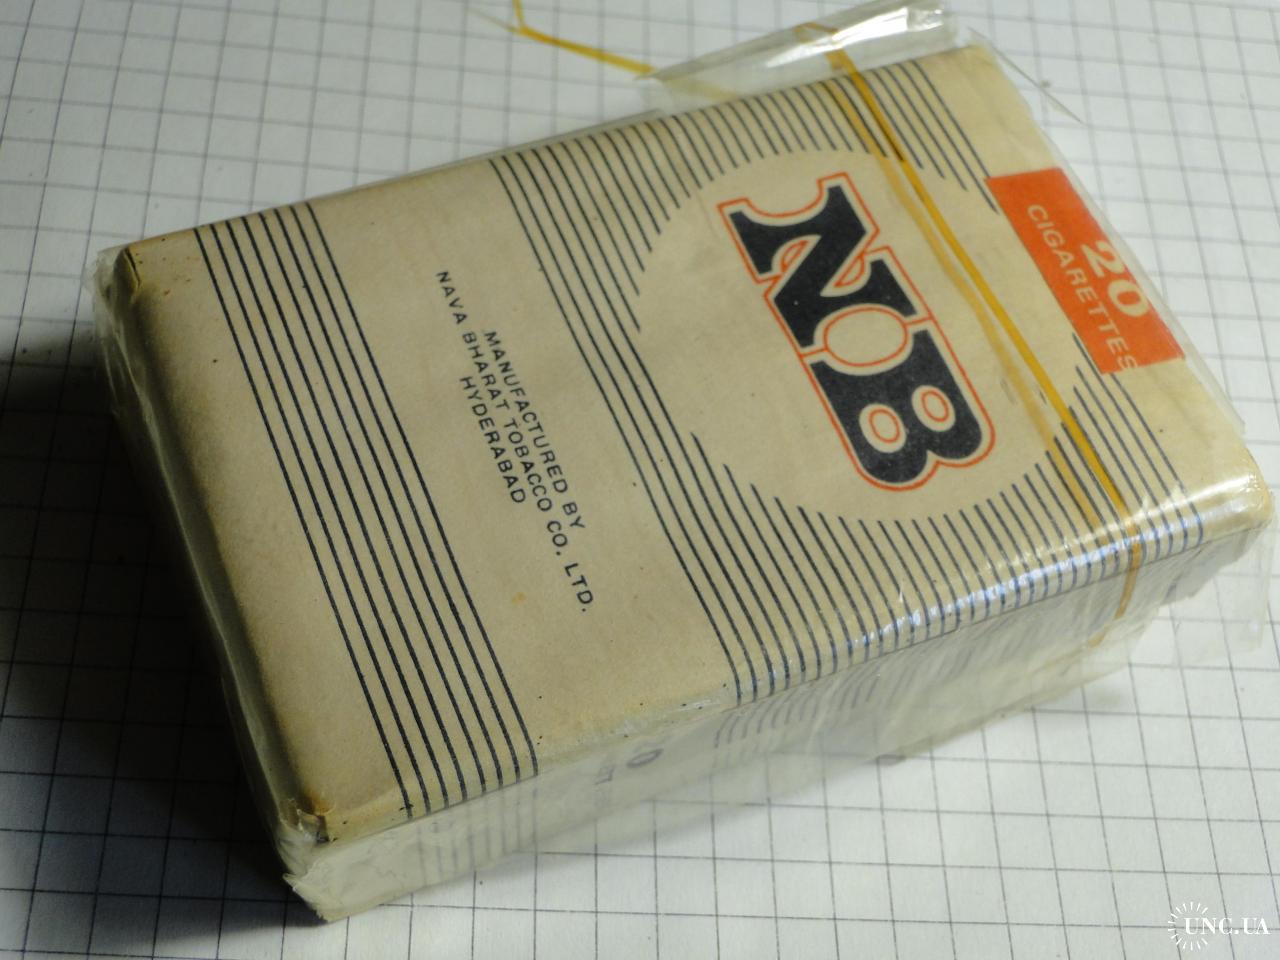 20
CIGARETTES
NB
MANUFACTURED BY
NAVA BHARAT TOBACCO CO. LTD.
HYDERABAD
UNC.UA